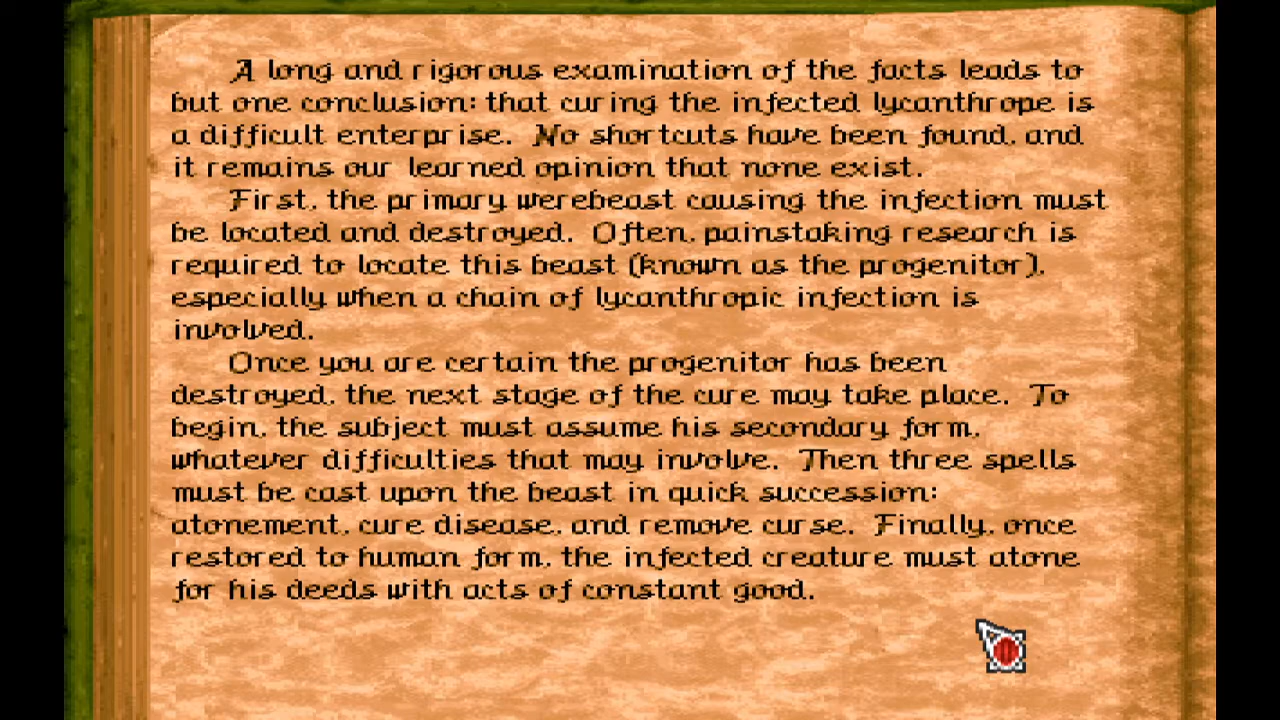 A long and rigorous examination of the facts leads to
but one conclusion: that curing the infected lycanthrope is
a difficult enterprise. No shortcuts have been found, and
it remains our learned opinion that none exist.
First, the primary werebeast causing the infection must
be located and destroyed. Often, painstaking research is
required to locate this beast (known as the progenitor),
especially when a chain of lycanthropic infection is
involved.
Once you are certain the progenitor has been
destroyed, the next stage of the cure may take place. To
begin, the subject must assume his secondary form,
whatever difficulties that may involve. Then three spells
must be cast upon the beast in quick succession:
atonement, cure disease, and remove curse. Finally, once
restored to human form, the infected creature must atone
for his deeds with acts of constant good.